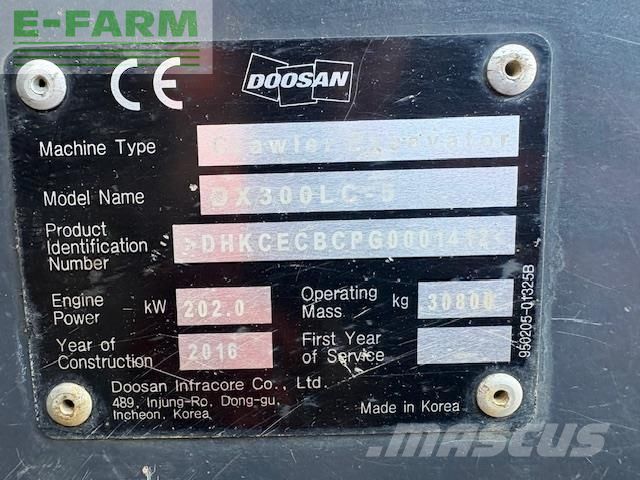 E-FARM
CE DOOSAN
Machine Type Crawler Excavator
Model Name DX300LC-5
Product
Identification >DHKCECBCPG0001412<
Number
Engine Power kW 202.0 Operating Mass kg 30800
Year of Construction 2016 First Year of Service
Doosan Infracore Co., Ltd.
489, Injung-Ro, Dong-gu,
Incheon, Korea Made in Korea
950205-01325B
MASCUS